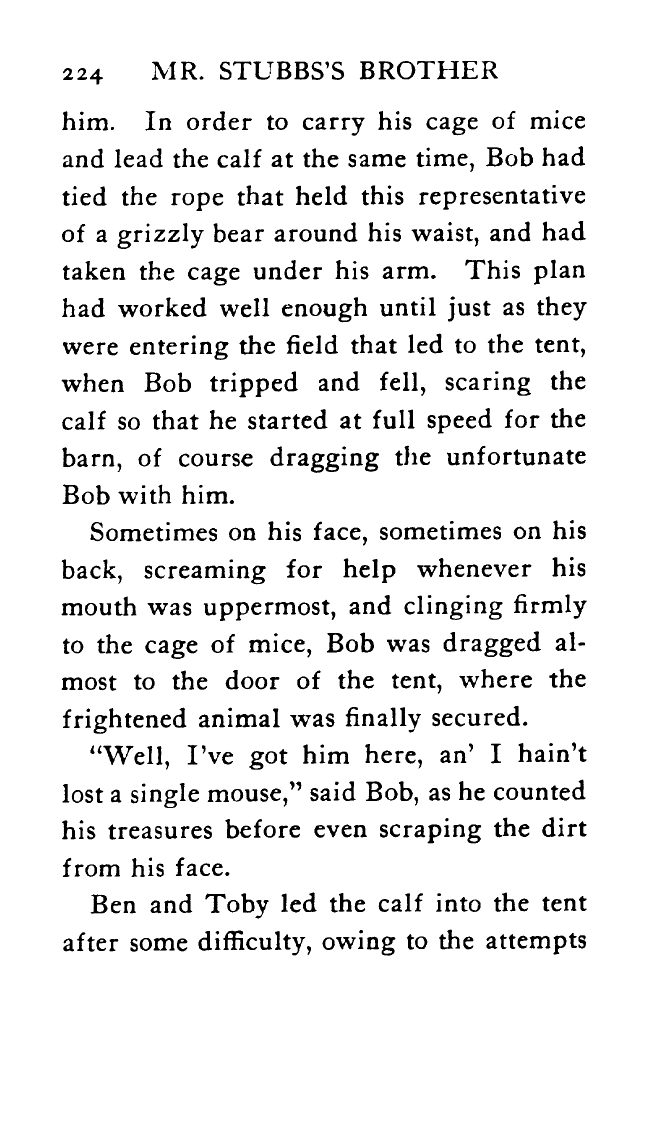 224 MR. STUBBS'S BROTHER
him. In order to carry his cage of mice
and lead the calf at the same time, Bob had
tied the rope that held this representative
of a grizzly bear around his waist, and had
taken the cage under his arm. This plan
had worked well enough until just as they
were entering the field that led to the tent,
when Bob tripped and fell, scaring the
calf so that he started at full speed for the
barn, of course dragging the unfortunate
Bob with him.
Sometimes on his face, sometimes on his
back, screaming for help whenever his
mouth was uppermost, and clinging firmly
to the cage of mice, Bob was dragged al-
most to the door of the tent, where the
frightened animal was finally secured.
"Well, I've got him here, an' I hain't
lost a single mouse," said Bob, as he counted
his treasures before even scraping the dirt
from his face.
Ben and Toby led the calf into the tent
after some difficulty, owing to the attempts